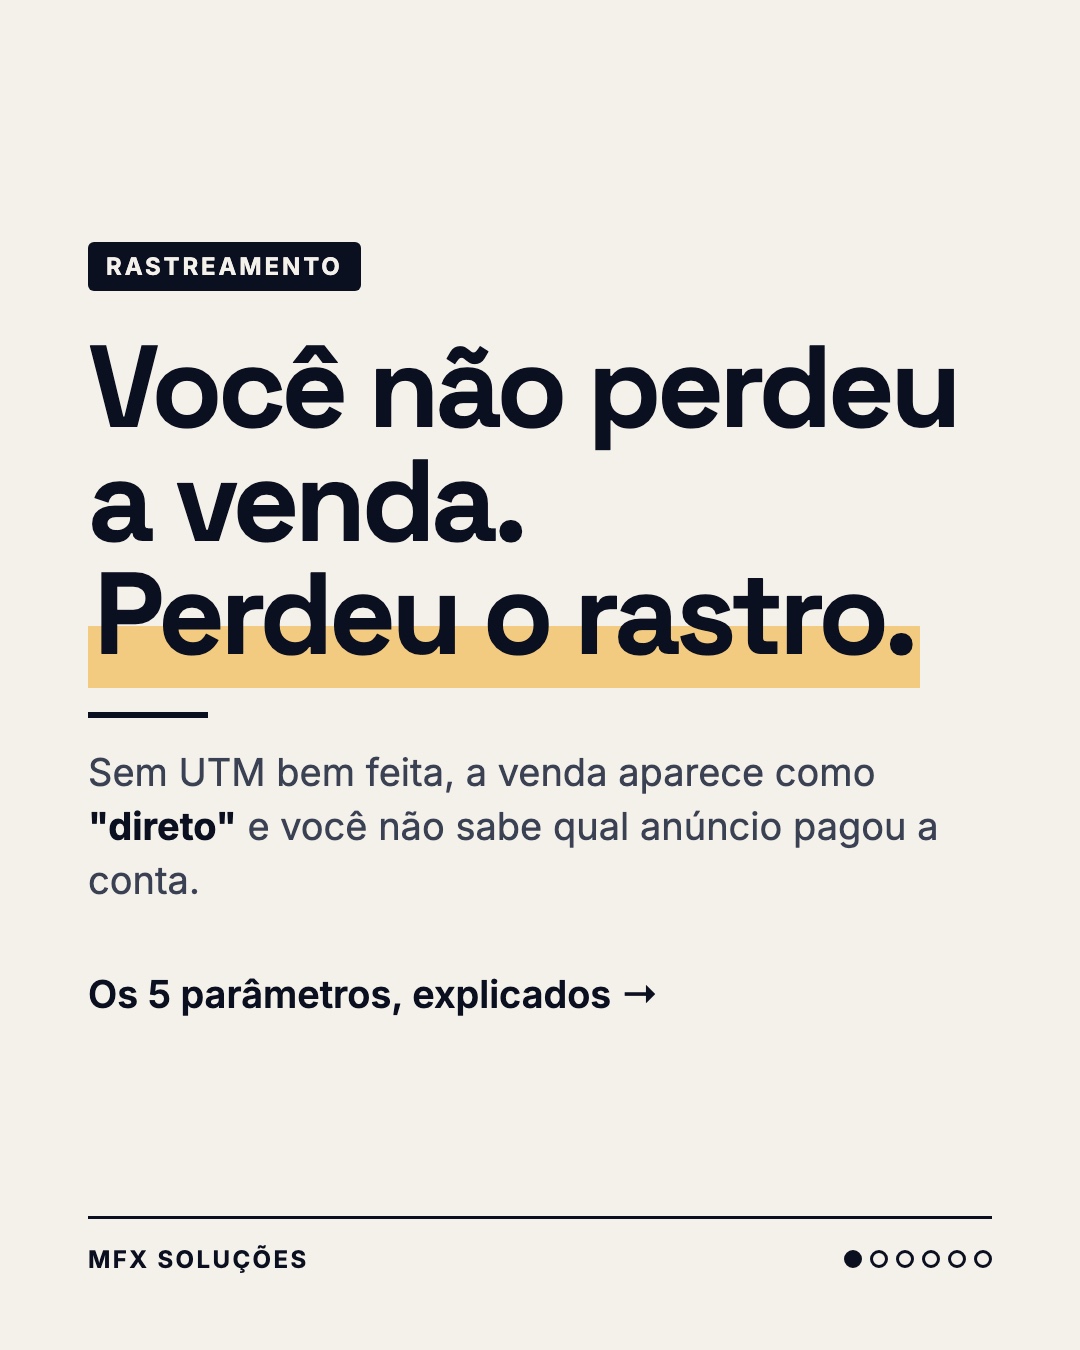 RASTREAMENTO
Você não perdeu
a venda.
Perdeu o rastro.
Sem UTM bem feita, a venda aparece como
"direto" e você não sabe qual anúncio pagou a
conta.
Os 5 parâmetros, explicados →
MFX SOLUÇÕES